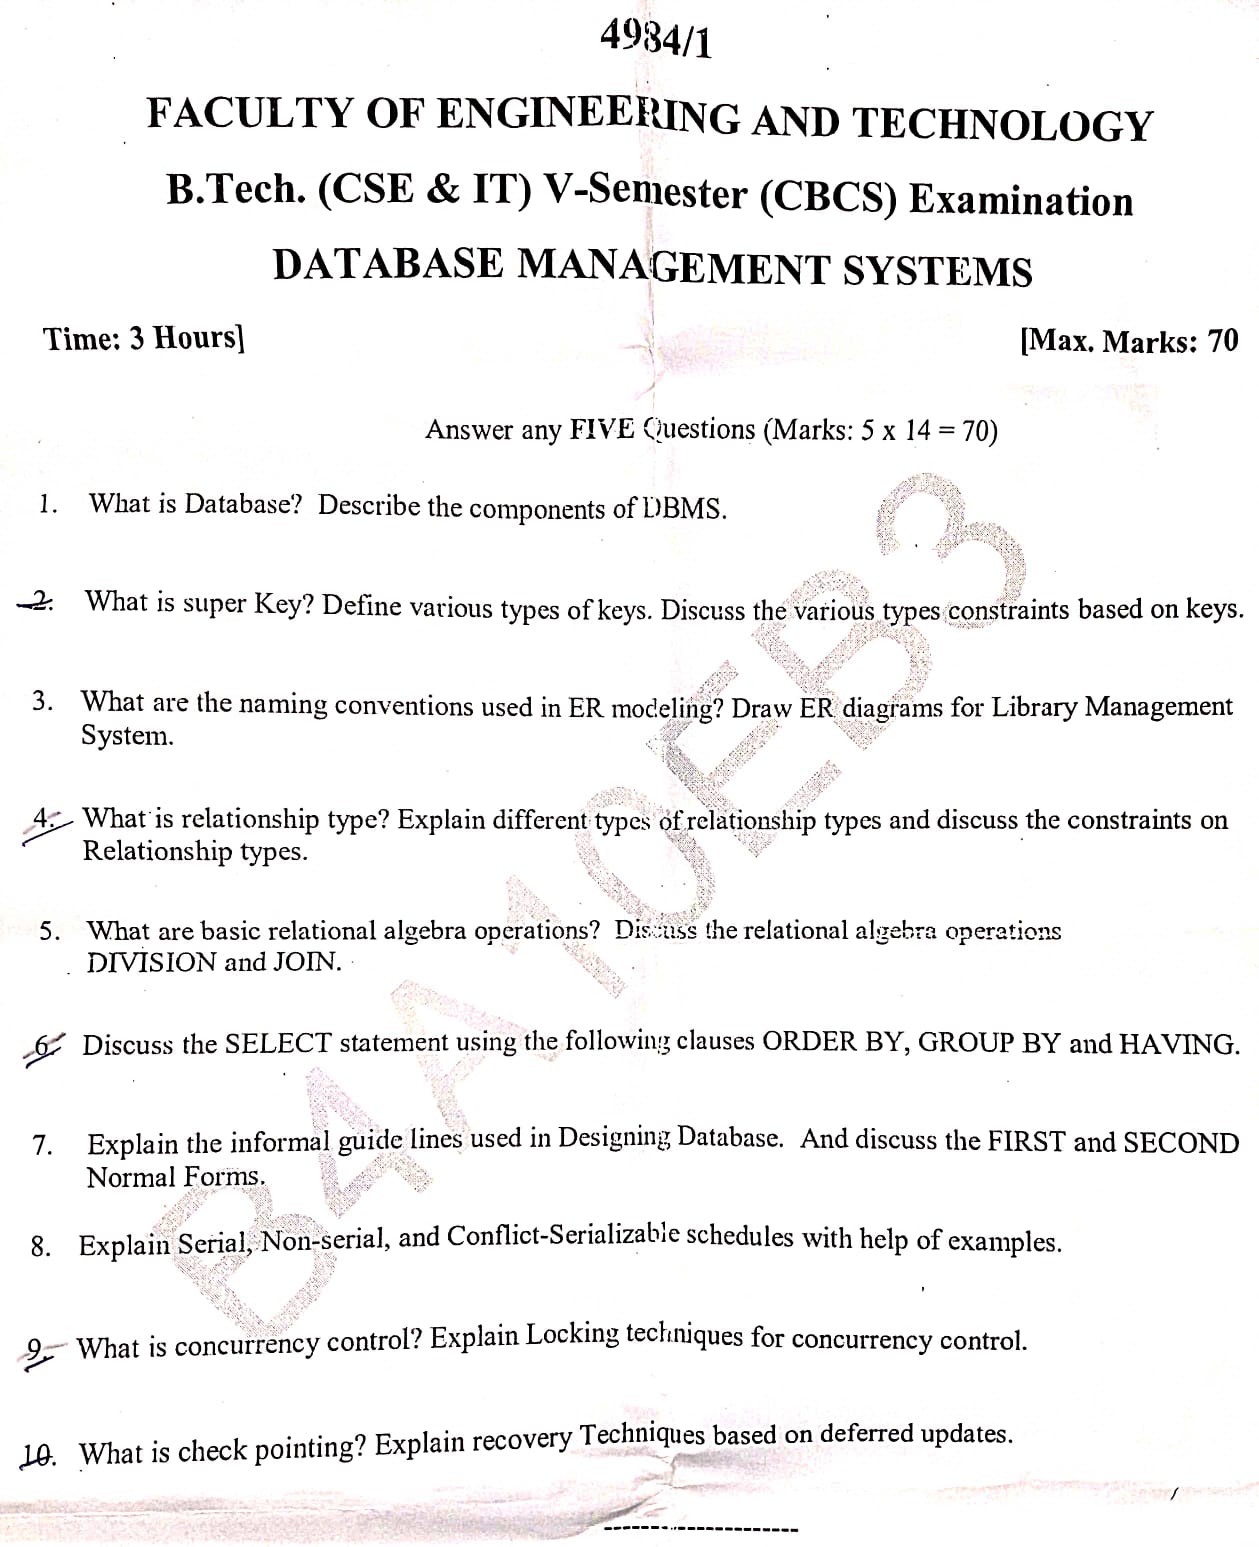 4984/1
FACULTY OF ENGINEERING AND TECHNOLOGY
B.Tech. (CSE & IT) V-Semester (CBCS) Examination
DATABASE MANAGEMENT SYSTEMS
Time: 3 Hours] [Max. Marks: 70
Answer any FIVE Questions (Marks: 5 x 14 = 70)
1. What is Database? Describe the components of DBMS.
2. What is super Key? Define various types of keys. Discuss the various types constraints based on keys.
3. What are the naming conventions used in ER modeling? Draw ER diagrams for Library Management
System.
4. What is relationship type? Explain different types of relationship types and discuss the constraints on
Relationship types.
5. What are basic relational algebra operations? Discuss the relational algebra operations
DIVISION and JOIN.
6. Discuss the SELECT statement using the following clauses ORDER BY, GROUP BY and HAVING.
7. Explain the informal guide lines used in Designing Database. And discuss the FIRST and SECOND
Normal Forms.
8. Explain Serial, Non-serial, and Conflict-Serializable schedules with help of examples.
9. What is concurrency control? Explain Locking techniques for concurrency control.
10. What is check pointing? Explain recovery Techniques based on deferred updates.
B4A10EB3